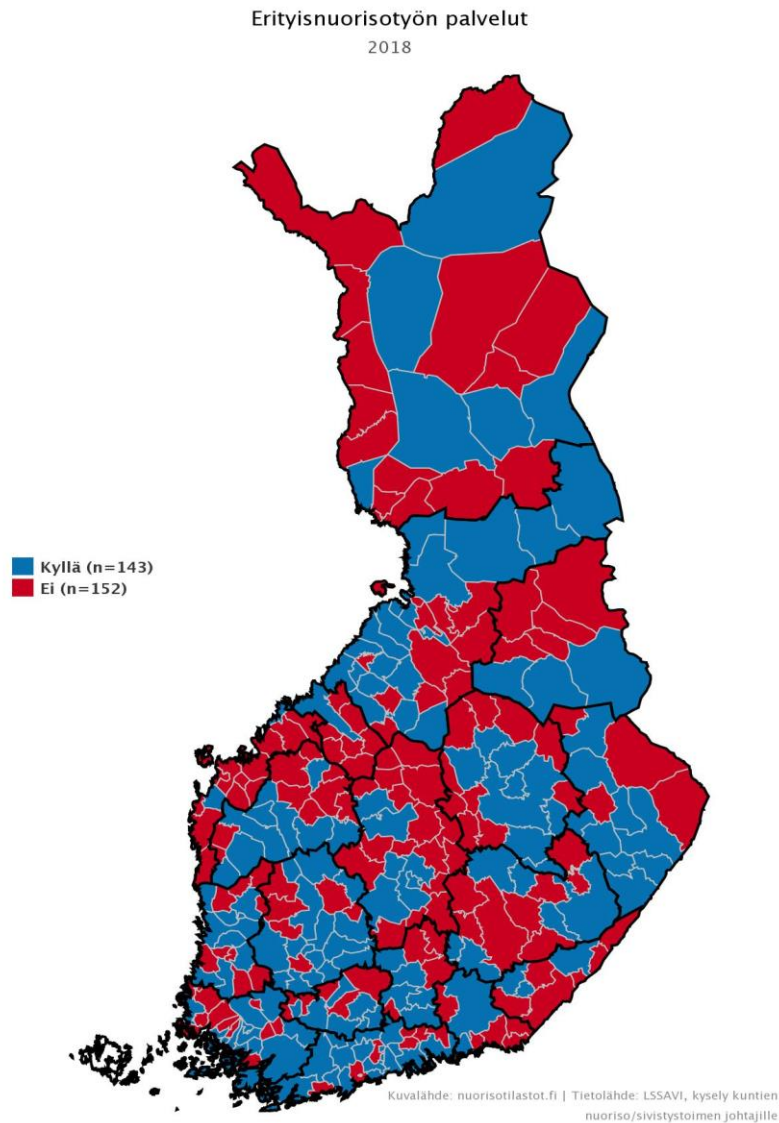 Erityisnuorisotyön palvelut
2018
Kyllä (n=143)
Ei (n=152)
Kuvalähde: nuorisotilastot.fi | Tietolähde: LSSAVI, kysely kuntien
nuoriso/sivistystoimen johtajille